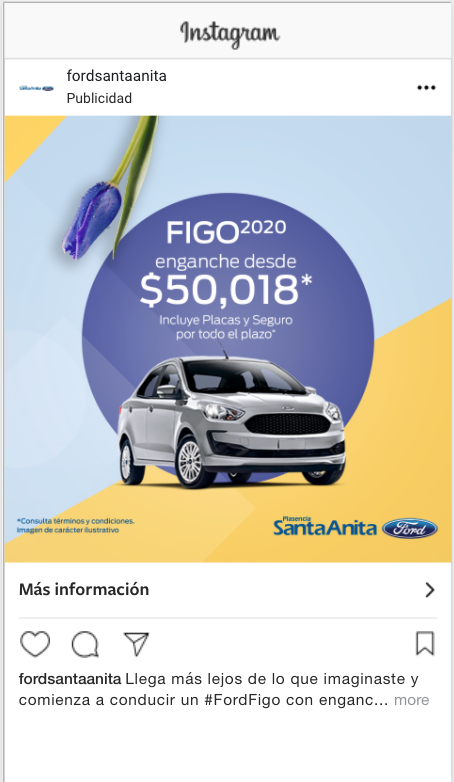 Instagram
fordsantaanita
Publicidad
FIGO²⁰²⁰
enganche desde
$50,018*
Incluye Placas y Seguro
por todo el plazo*
*Consulta términos y condiciones.
Imagen de carácter ilustrativo
Plasencia
SantaAnita Ford
Más información
fordsantaanita Llega más lejos de lo que imaginaste y
comienza a conducir un #FordFigo con enganc... more